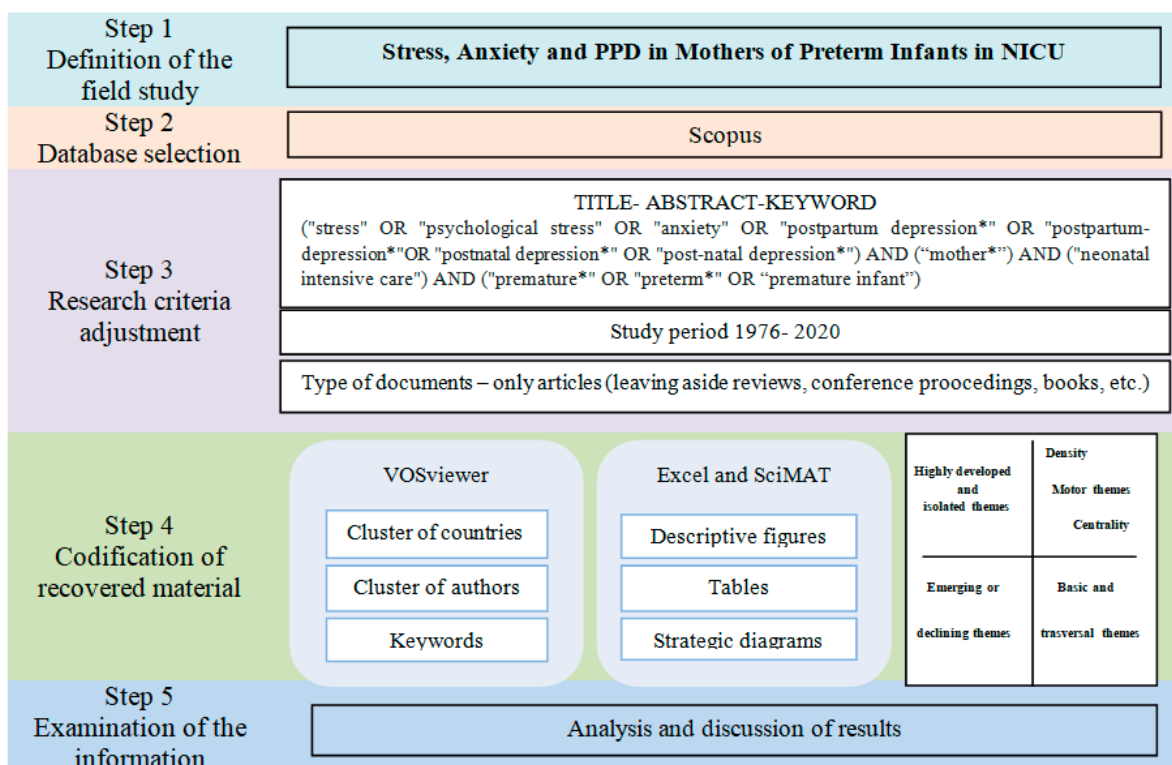 Step 1
Definition of the
field study
Stress, Anxiety and PPD in Mothers of Preterm Infants in NICU
Step 2
Database selection
Scopus
Step 3
Research criteria
adjustment
TITLE- ABSTRACT-KEYWORD
("stress" OR "psychological stress" OR "anxiety" OR "postpartum depression*" OR "postpartum-
depression*"OR "postnatal depression*" OR "post-natal depression*") AND (“mother*”) AND ("neonatal
intensive care") AND ("premature*" OR "preterm*" OR “premature infant”)
Study period 1976- 2020
Type of documents – only articles (leaving aside reviews, conference proocedings, books, etc.)
Step 4
Codification of
recovered material
VOSviewer
Cluster of countries
Cluster of authors
Keywords
Excel and SciMAT
Descriptive figures
Tables
Strategic diagrams
Highly developed
and
isolated themes
Density
Motor themes
Centrality
Emerging or
declining themes
Basic and
trasversal themes
Step 5
Examination of the
information
Analysis and discussion of results